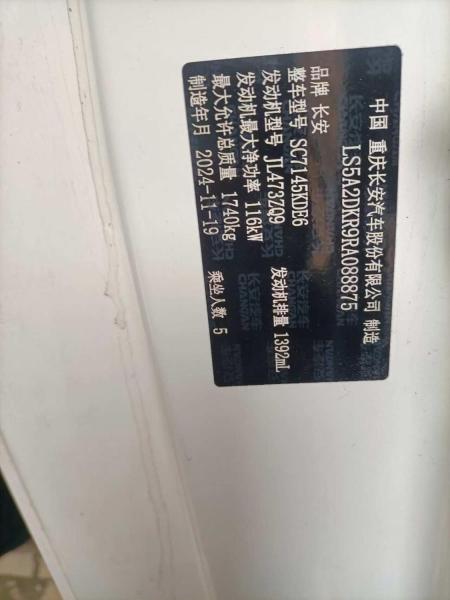 中国 重庆长安汽车股份有限公司 制造
LS5A2DKR9RA088875
品牌 长安
整车型号 SC7145KDE6
发动机型号 JL473ZQ9 发动机排量 1392mL
发动机最大净功率 116kW
最大允许总质量 1740kg
制造年月 2024-11-19 乘坐人数 5